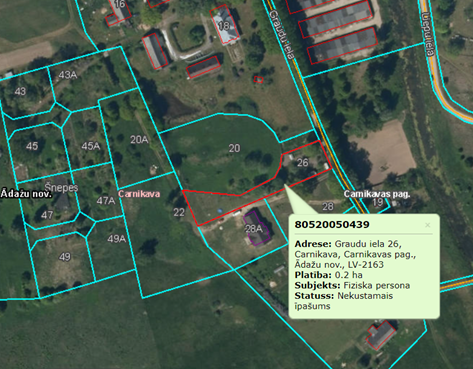 16
18
Graudu iela
43A
43
45
45A
20A
20
26
Šnepes
Ādažu nov.
Carnikava
Carnikavas pag.
47
47A
22
28
19
28A
49A
49
80520050439
Adrese: Graudu iela 26,
Carnikava, Carnikavas pag.,
Ādažu nov., LV-2163
Platība: 0.2 ha
Subjekts: Fiziska persona
Statuss: Nekustamais
īpašums